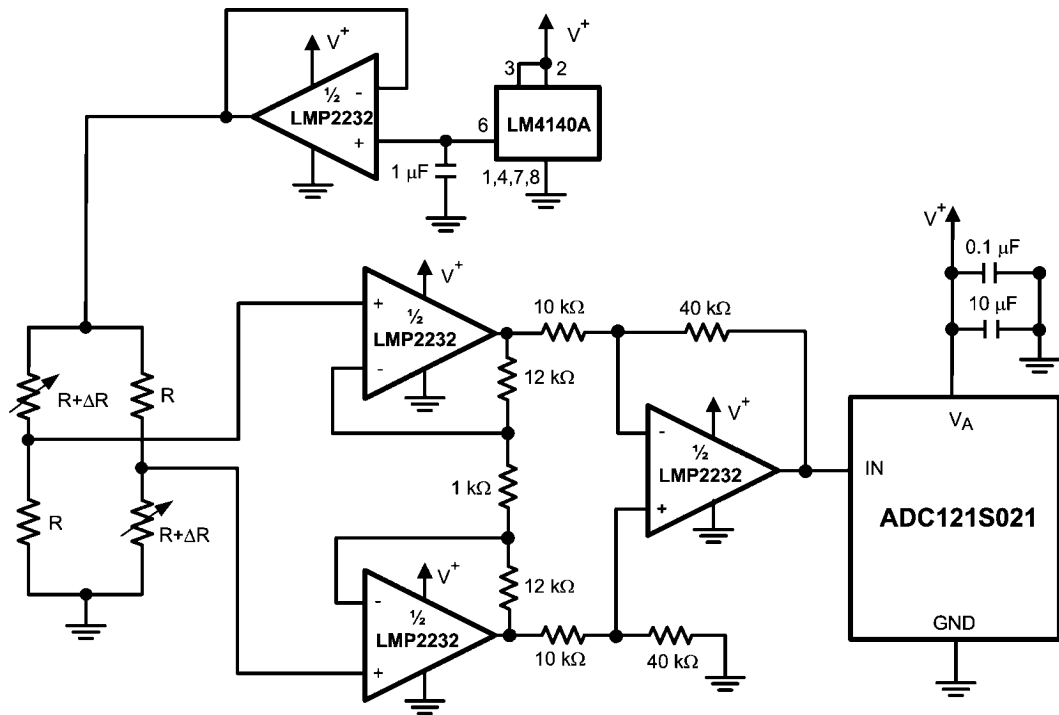 V+
V+
3
2
½
LMP2232
-
+
6
LM4140A
1 µF
1,4,7,8
V+
0.1 µF
10 µF
V+
+
½
LMP2232
-
10 kΩ
40 kΩ
12 kΩ
R+ΔR
R
V+
-
½
LMP2232
+
VA
IN
ADC121S021
GND
1 kΩ
R
R+ΔR
V+
12 kΩ
-
½
LMP2232
+
10 kΩ
40 kΩ